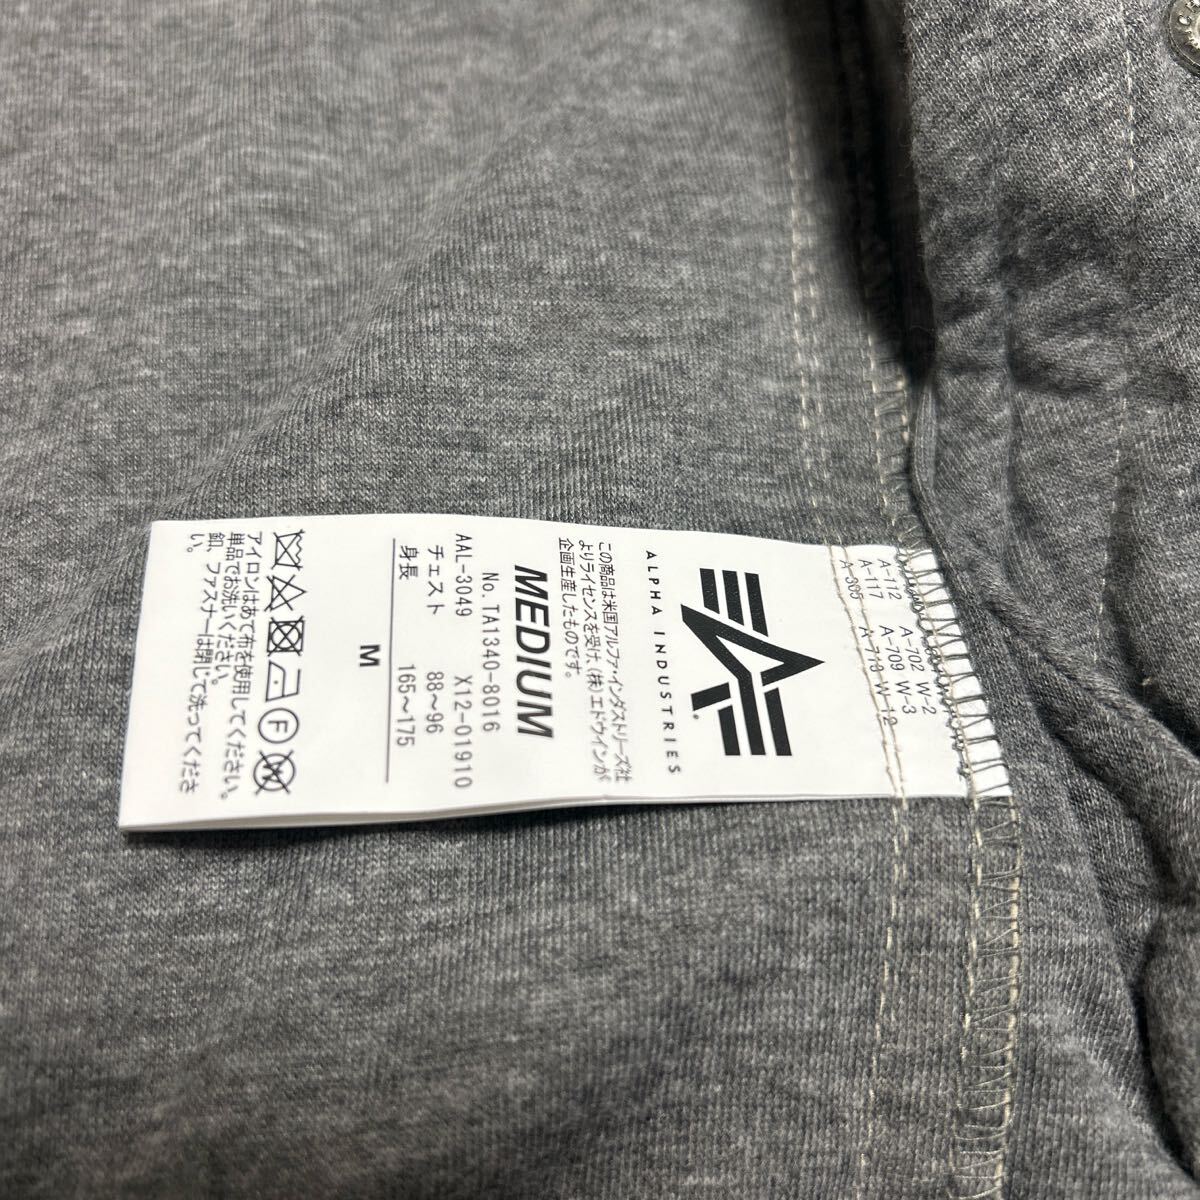 A-112 A-702 W-2
A-117 A-709 W-3
ALPHA INDUSTRIES
この商品は米国アルファ・インダストリーズ社
よりライセンスを受け、(株)エドウインが
企画生産したものです。
MEDIUM
No. TA1340-8016
AAL-3049 X12-01910
チェスト 88~96
身長 165~175
M
アイロンはあて布を使用してください。
単品でお洗いください。
釦、ファスナーは閉じて洗ってくださ
い。